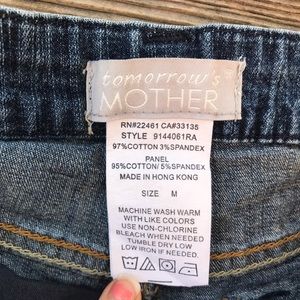 tomorrow's
MOTHER
RN#22461 CA#33135
STYLE 9144061RA
97%COTTON 3%SPANDEX
PANEL
95%COTTON/ 5%SPANDEX
MADE IN HONG KONG
SIZE M
MACHINE WASH WARM
WITH LIKE COLORS
USE NON-CHLORINE
BLEACH WHEN NEEDED
TUMBLE DRY LOW
LOW IRON IF NEEDED.